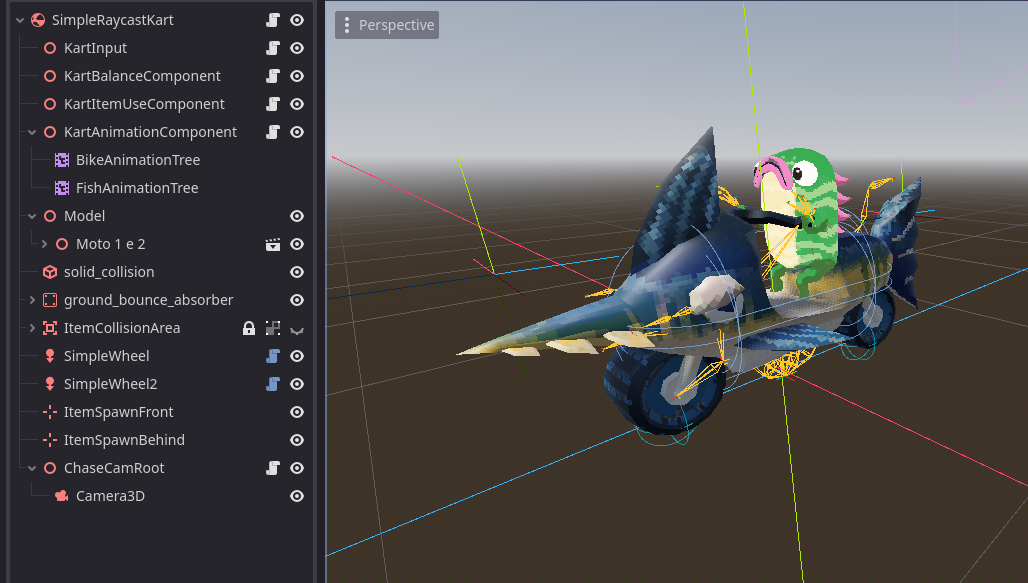 SimpleRaycastKart
KartInput
KartBalanceComponent
KartItemUseComponent
KartAnimationComponent
BikeAnimationTree
FishAnimationTree
Model
Moto 1 e 2
solid_collision
ground_bounce_absorber
ItemCollisionArea
SimpleWheel
SimpleWheel2
ItemSpawnFront
ItemSpawnBehind
ChaseCamRoot
Camera3D
Perspective